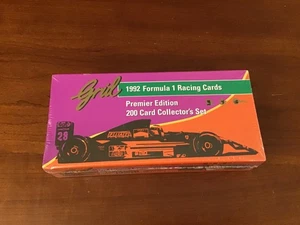 Grid
1992 Formula 1 Racing Cards
Premier Edition
200 Card Collector's Set
28